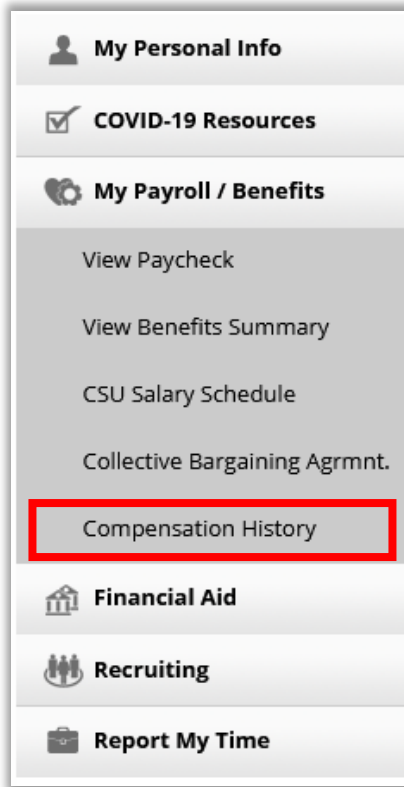 My Personal Info
COVID-19 Resources
My Payroll / Benefits
View Paycheck
View Benefits Summary
CSU Salary Schedule
Collective Bargaining Agrmnt.
Compensation History
Financial Aid
Recruiting
Report My Time